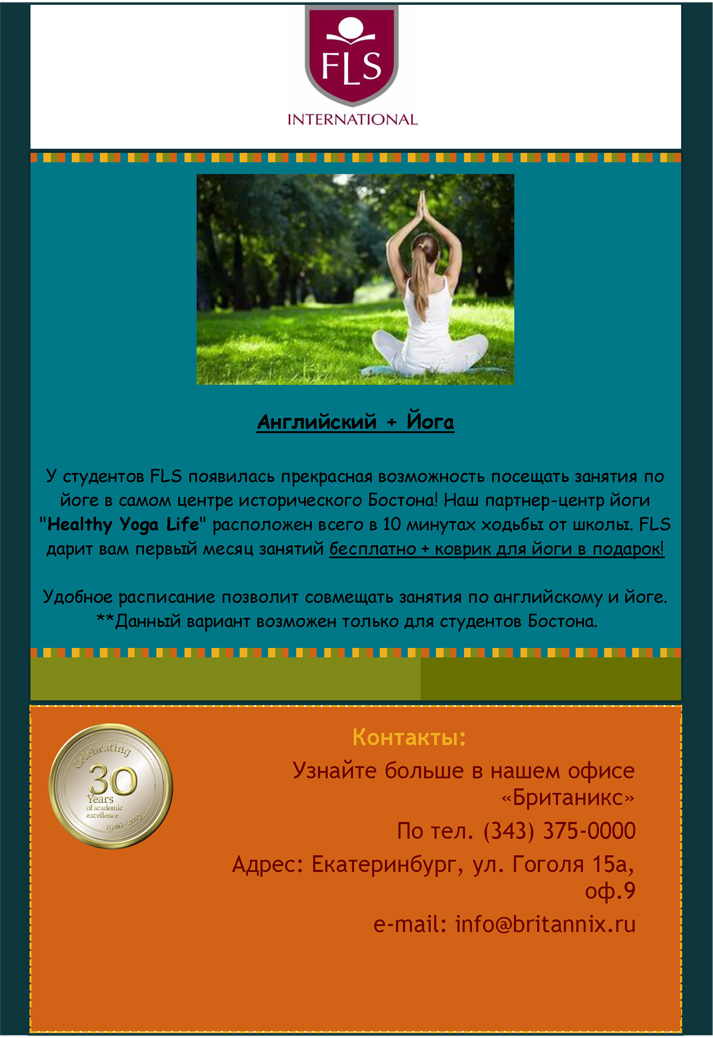 FLS
INTERNATIONAL
Английский + Йога
У студентов FLS появилась прекрасная возможность посещать занятия по
йоге в самом центре исторического Бостона! Наш партнер-центр йоги
"Healthy Yoga Life" расположен всего в 10 минутах ходьбы от школы. FLS
дарит вам первый месяц занятий бесплатно + коврик для йоги в подарок!
Удобное расписание позволит совмещать занятия по английскому и йоге.
**Данный вариант возможен только для студентов Бостона.
Celebrating
30
Years
of academic
excellence
Контакты:
Узнайте больше в нашем офисе
«Ританикс»
По тел. (343) 375-0000
Адрес: Екатеринбург, ул. Гоголя 15а,
оф.9
e-mail: info@britannix.ru